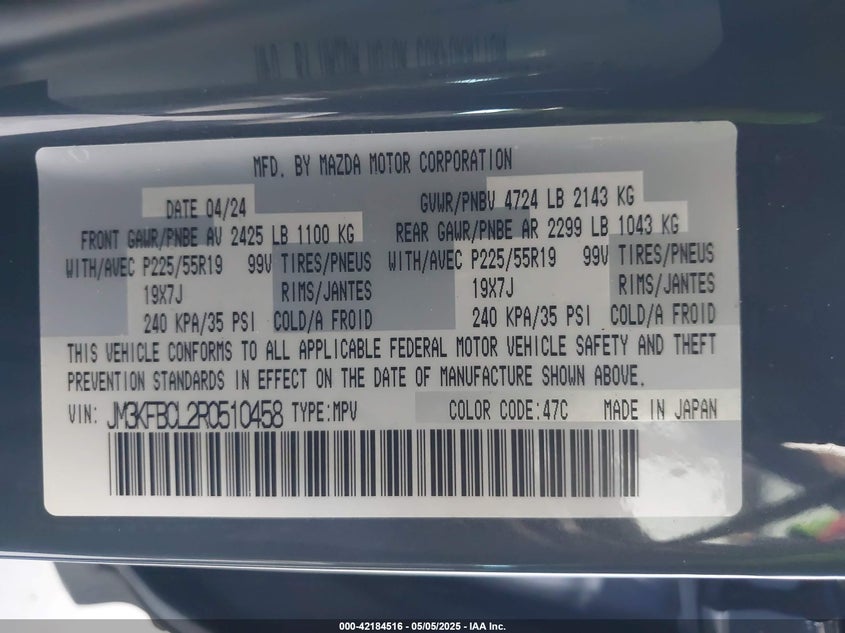 MFD. BY MAZDA MOTOR CORPORATION
DATE 04/24 GVWR/PNBV 4724 LB 2143 KG
FRONT GAWR/PNBE AV 2425 LB 1100 KG REAR GAWR/PNBE AR 2299 LB 1043 KG
WITH/AVEC P225/55R19 99V TIRES/PNEUS WITH/AVEC P225/55R19 99V TIRES/PNEUS
19X7J RIMS/JANTES 19X7J RIMS/JANTES
240 KPA/35 PSI COLD/A FROID 240 KPA/35 PSI COLD/A FROID
THIS VEHICLE CONFORMS TO ALL APPLICABLE FEDERAL MOTOR VEHICLE SAFETY AND THEFT
PREVENTION STANDARDS IN EFFECT ON THE DATE OF MANUFACTURE SHOWN ABOVE.
VIN: JM3KFBCL2R0510458 TYPE:MPV COLOR CODE:47C MADE IN JAPAN
000-42184516 - 05/05/2025 - IAA Inc.